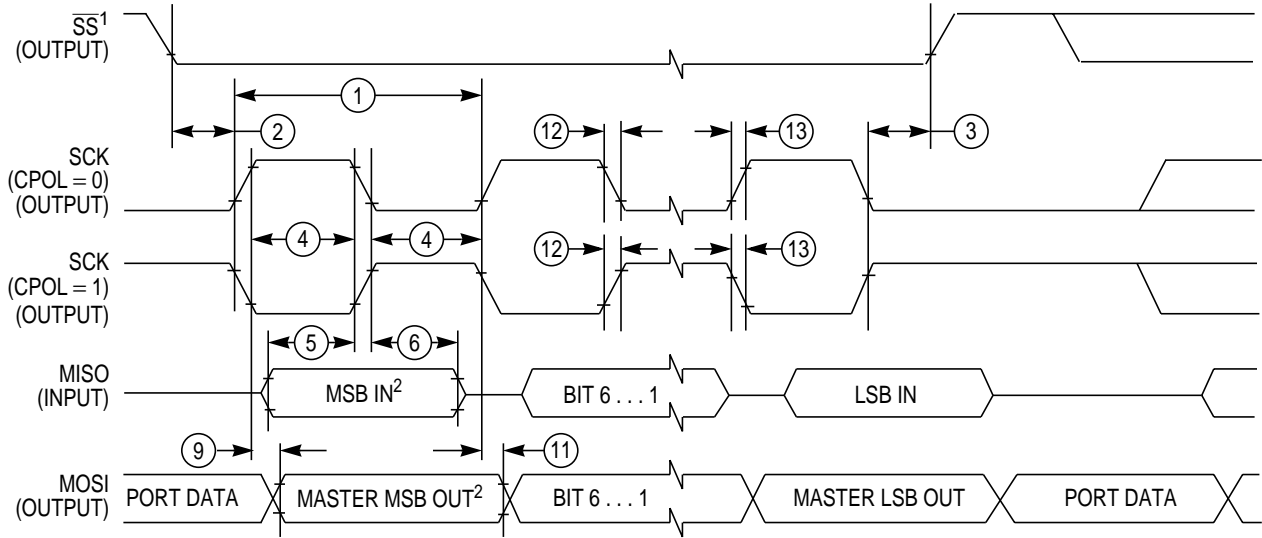 SS¹
(OUTPUT)
1
2
12
13
3
SCK
(CPOL = 0)
(OUTPUT)
4
4
SCK
(CPOL = 1)
(OUTPUT)
12
13
5
6
MISO
(INPUT)
MSB IN²
BIT 6 . . . 1
LSB IN
9
11
MOSI
(OUTPUT)
PORT DATA
MASTER MSB OUT²
BIT 6 . . . 1
MASTER LSB OUT
PORT DATA